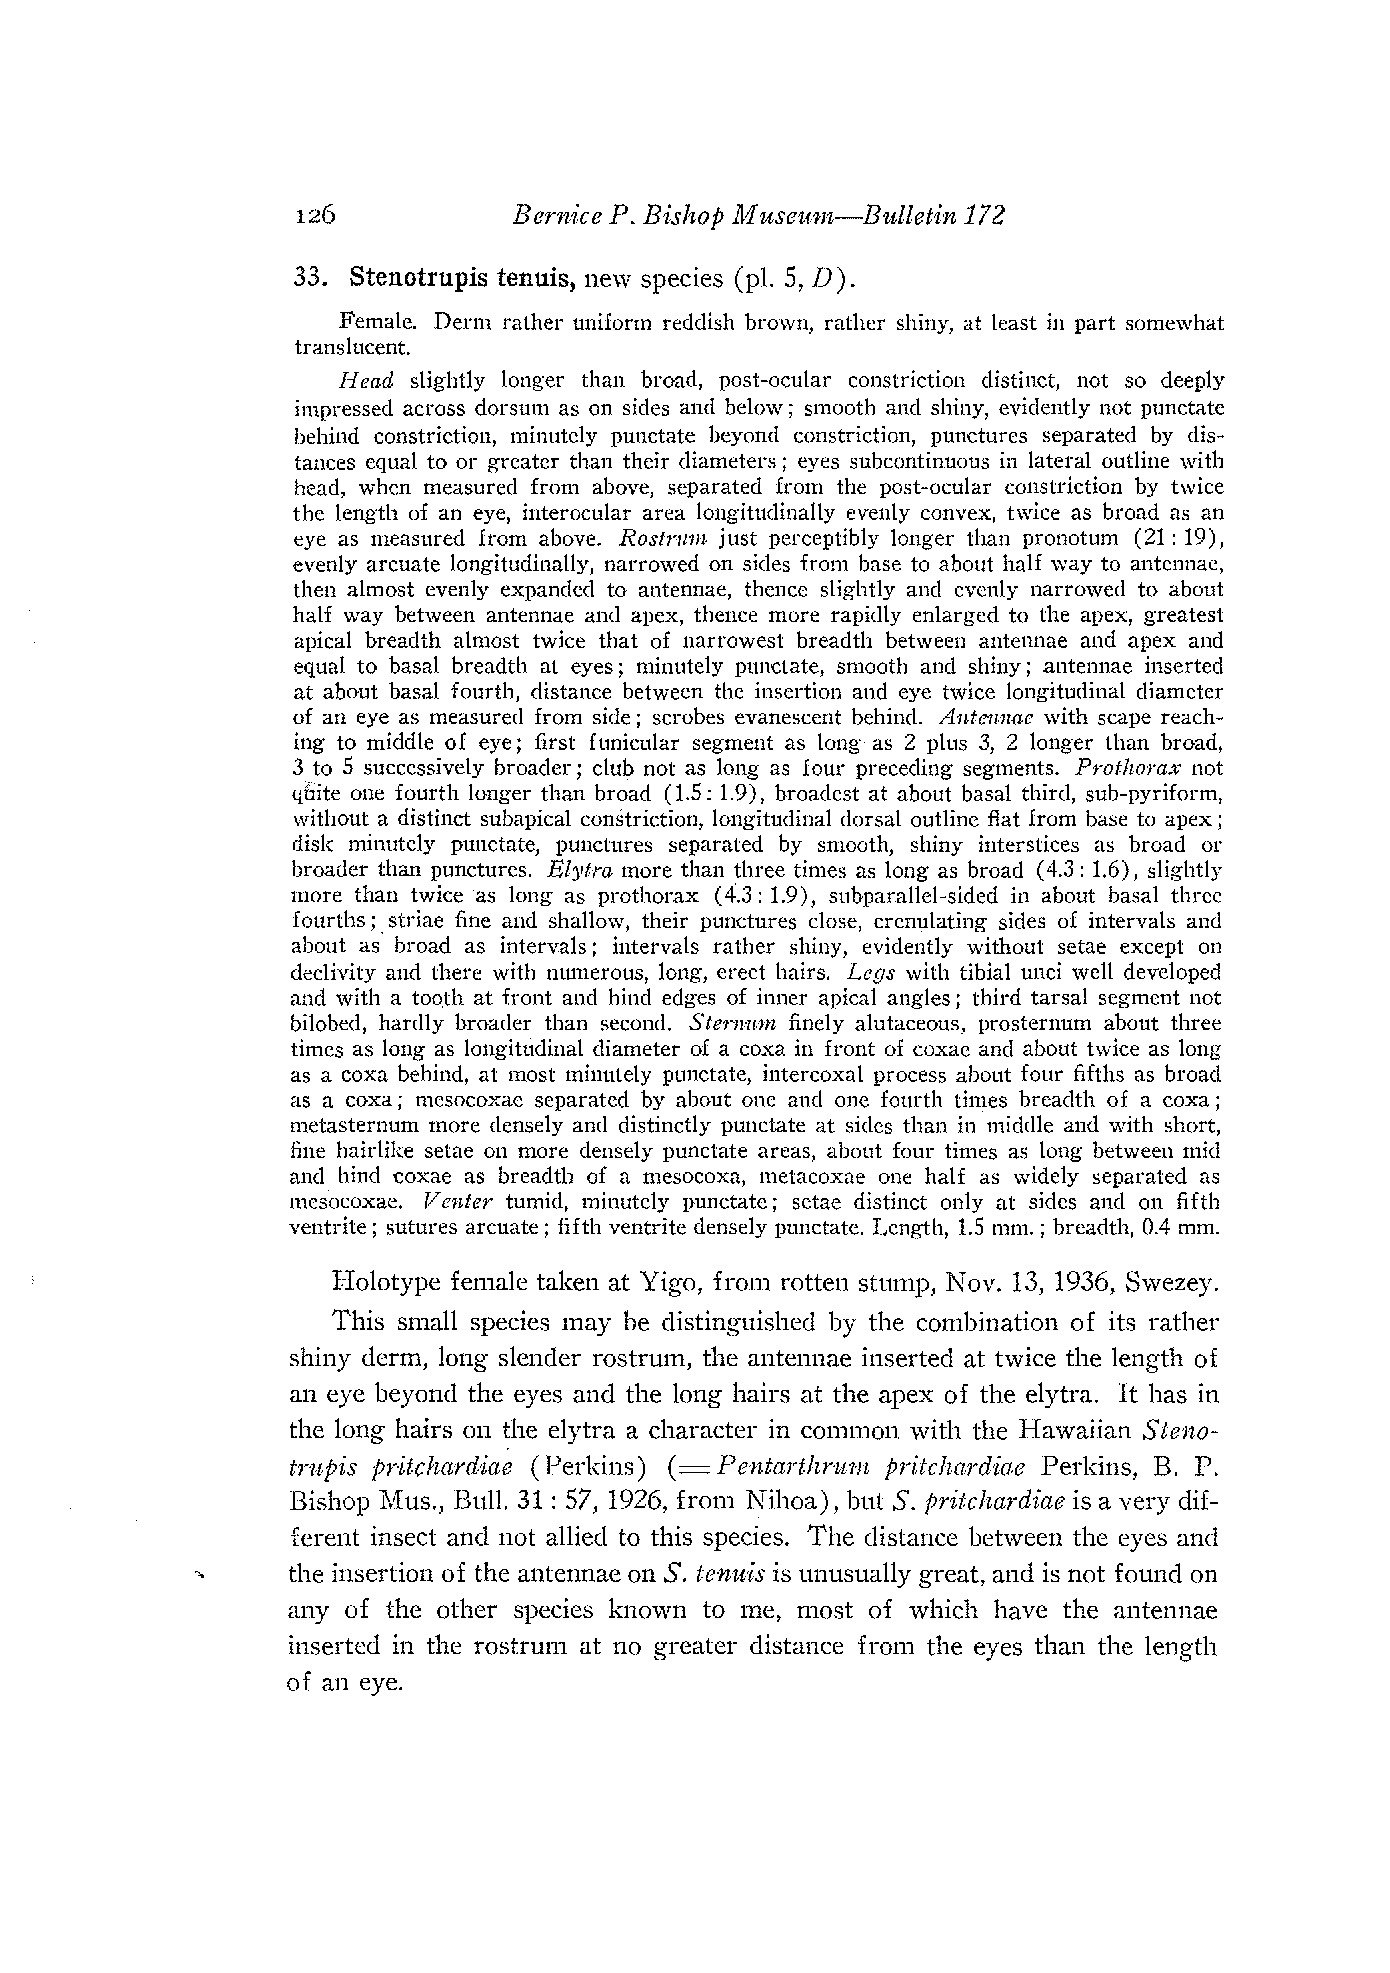 126 Bernice P. Bishop Museum—Bulletin 172
33. Stenotrupis tenuis, new species (pl. 5, D).
Female. Derm rather uniform reddish brown, rather shiny, at least in part somewhat
translucent.
Head slightly longer than broad, post-ocular constriction distinct, not so deeply
impressed across dorsum as on sides and below; smooth and shiny, evidently not punctate
behind constriction, minutely punctate beyond constriction, punctures separated by dis-
tances equal to or greater than their diameters; eyes subcontinuous in lateral outline with
head, when measured from above, separated from the post-ocular constriction by twice
the length of an eye, interocular area longitudinally evenly convex, twice as broad as an
eye as measured from above. Rostrum just perceptibly longer than pronotum (21: 19),
evenly arcuate longitudinally, narrowed on sides from base to about half way to antennae,
then almost evenly expanded to antennae, thence slightly and evenly narrowed to about
half way between antennae and apex, thence more rapidly enlarged to the apex, greatest
apical breadth almost twice that of narrowest breadth between antennae and apex and
equal to basal breadth at eyes; minutely punctate, smooth and shiny; antennae inserted
at about basal fourth, distance between the insertion and eye twice longitudinal diameter
of an eye as measured from side; scrobes evanescent behind. Antennae with scape reach-
ing to middle of eye; first funicular segment as long as 2 plus 3, 2 longer than broad,
3 to 5 successively broader; club not as long as four preceding segments. Prothorax not
quite one fourth longer than broad (1.5: 1.9), broadest at about basal third, sub-pyriform,
without a distinct subapical constriction, longitudinal dorsal outline flat from base to apex;
disk minutely punctate, punctures separated by smooth, shiny interstices as broad or
broader than punctures. Elytra more than three times as long as broad (4.3: 1.6), slightly
more than twice as long as prothorax (4.3: 1.9), subparallel-sided in about basal three
fourths; striae fine and shallow, their punctures close, crenulating sides of intervals and
about as broad as intervals; intervals rather shiny, evidently without setae except on
declivity and there with numerous, long, erect hairs. Legs with tibial unci well developed
and with a tooth at front and hind edges of inner apical angles; third tarsal segment not
bilobed, hardly broader than second. Sternum finely alutaceous, prosternum about three
times as long as longitudinal diameter of a coxa in front of coxae and about twice as long
as a coxa behind, at most minutely punctate, intercoxal process about four fifths as broad
as a coxa; mesocoxae separated by about one and one fourth times breadth of a coxa;
metasternum more densely and distinctly punctate at sides than in middle and with short,
fine hairlike setae on more densely punctate areas, about four times as long between mid
and hind coxae as breadth of a mesocoxa, metacoxae one half as widely separated as
mesocoxae. Venter tumid, minutely punctate; setae distinct only at sides and on fifth
ventrite; sutures arcuate; fifth ventrite densely punctate. Length, 1.5 mm.; breadth, 0.4 mm.
Holotype female taken at Yigo, from rotten stump, Nov. 13, 1936, Swezey.
This small species may be distinguished by the combination of its rather
shiny derm, long slender rostrum, the antennae inserted at twice the length of
an eye beyond the eyes and the long hairs at the apex of the elytra. It has in
the long hairs on the elytra a character in common with the Hawaiian Steno-
trupis pritchardiae (Perkins) (=Pentarthrum pritchardiae Perkins, B. P.
Bishop Mus., Bull. 31: 57, 1926, from Nihoa), but S. pritchardiae is a very dif-
ferent insect and not allied to this species. The distance between the eyes and
the insertion of the antennae on S. tenuis is unusually great, and is not found on
any of the other species known to me, most of which have the antennae
inserted in the rostrum at no greater distance from the eyes than the length
of an eye.